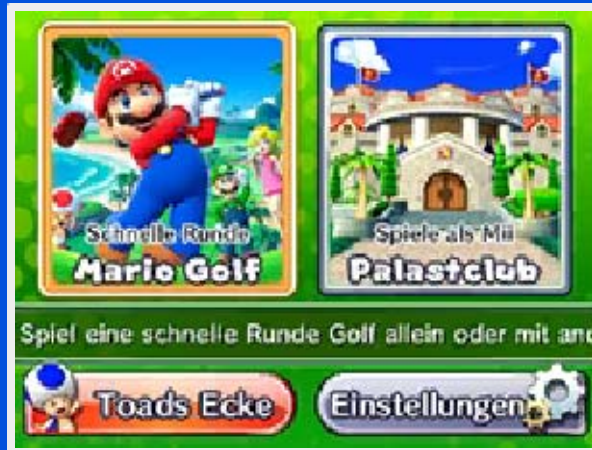 Schnelle Runde
Mario Golf
Spiele als Mii
Palastclub
Spiel eine schnelle Runde Golf allein oder mit and
Toads Ecke
Einstellungen